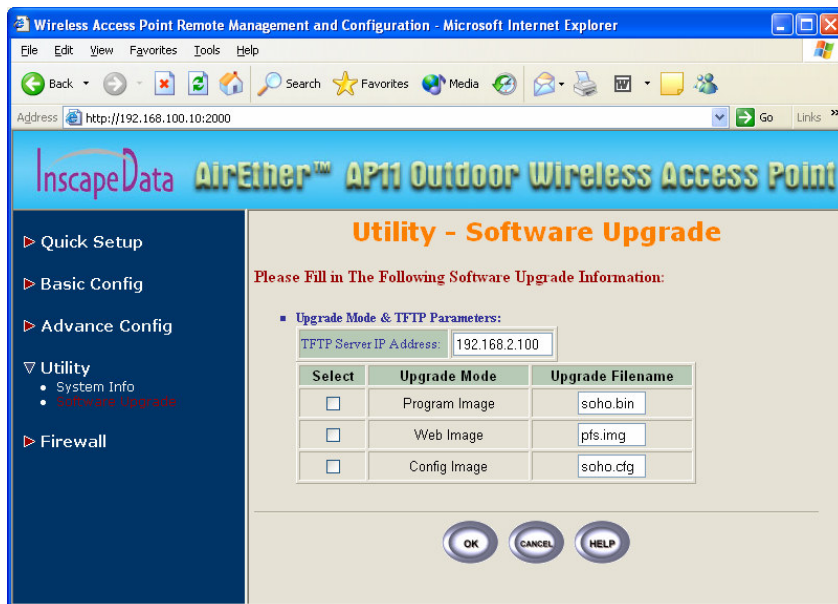 Wireless Access Point Remote Management and Configuration - Microsoft Internet Explorer
File Edit View Favorites Tools Help
Back Search Favorites Media
Address http://192.168.100.10:2000 Go Links »
InscapeData AirEther™ AP11 Outdoor Wireless Access Point
Quick Setup
Basic Config
Advance Config
Utility
System Info
Software Upgrade
Firewall
Utility - Software Upgrade
Please Fill in The Following Software Upgrade Information:
Upgrade Mode & TFTP Parameters:
TFTP Server IP Address: 192.168.2.100
Select Upgrade Mode Upgrade Filename
Program Image soho.bin
Web Image pfs.img
Config Image soho.cfg
OK CANCEL HELP